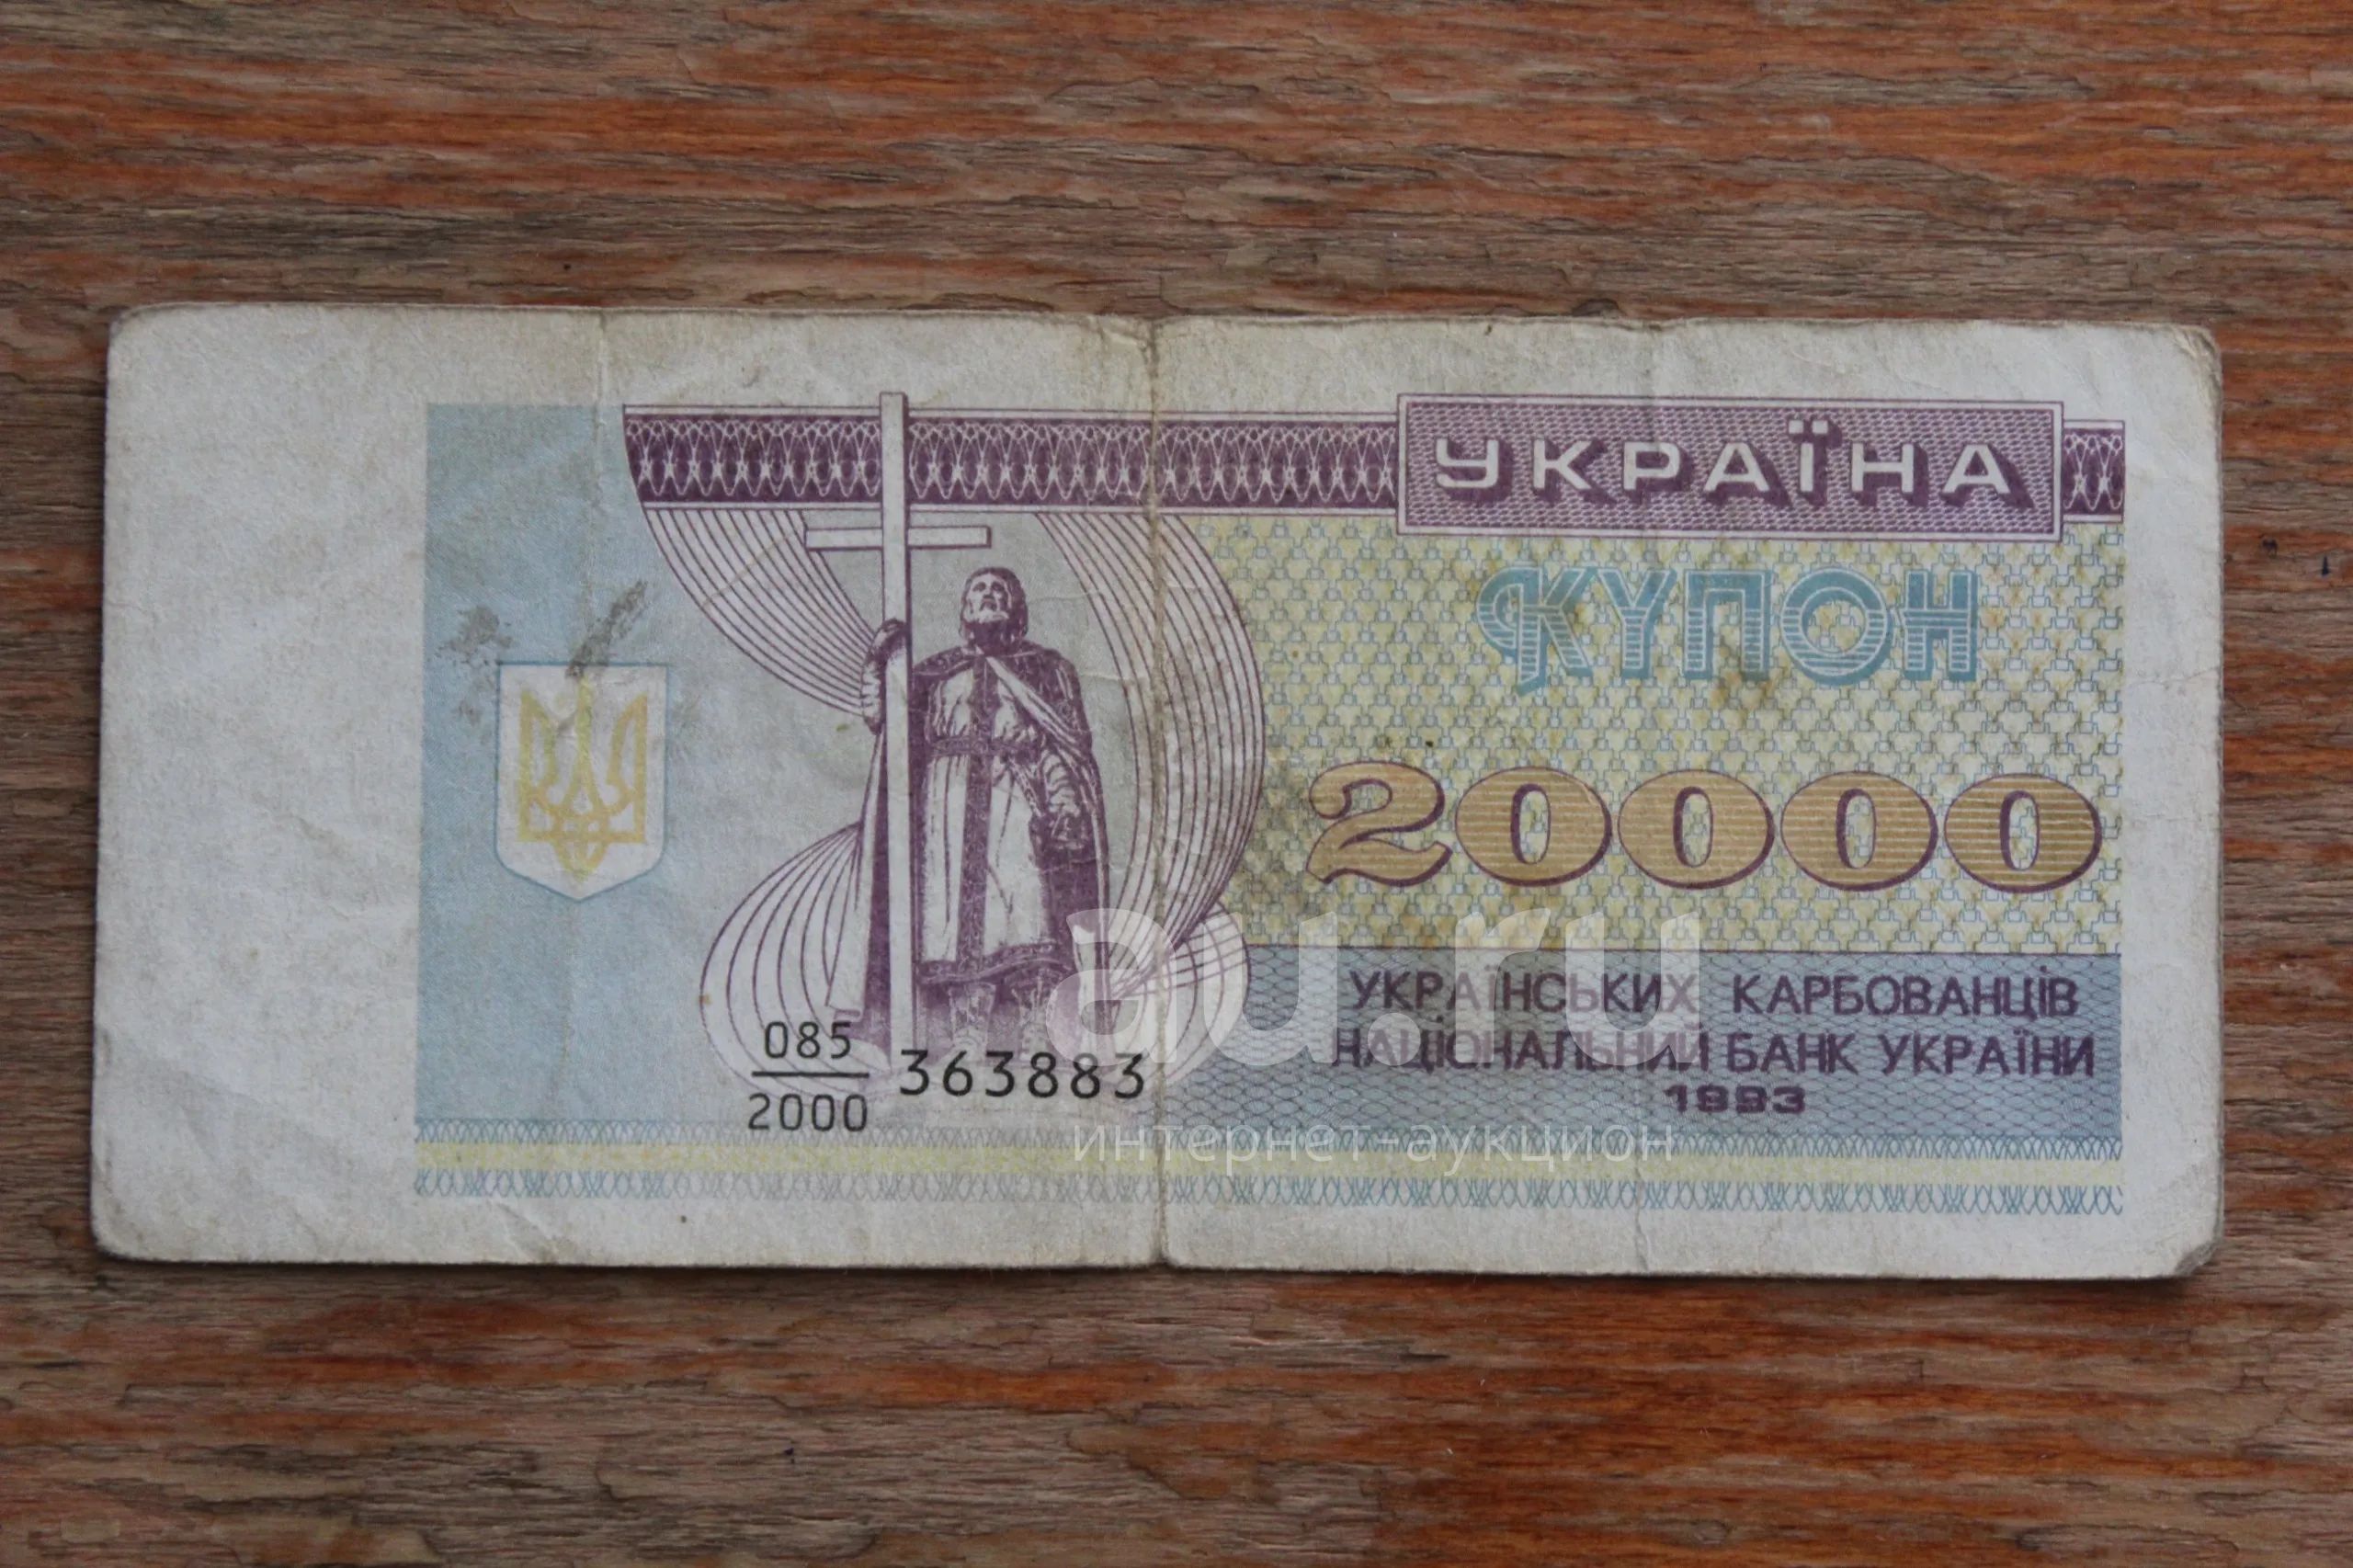 УКРАЇНА
КУПОН
20000
УКРАЇНСЬКИХ КАРБОВАНЦІВ
НАЦІОНАЛЬНИЙ БАНК УКРАЇНИ
1993
085
2000
363883
au.ru
интернет-аукцион